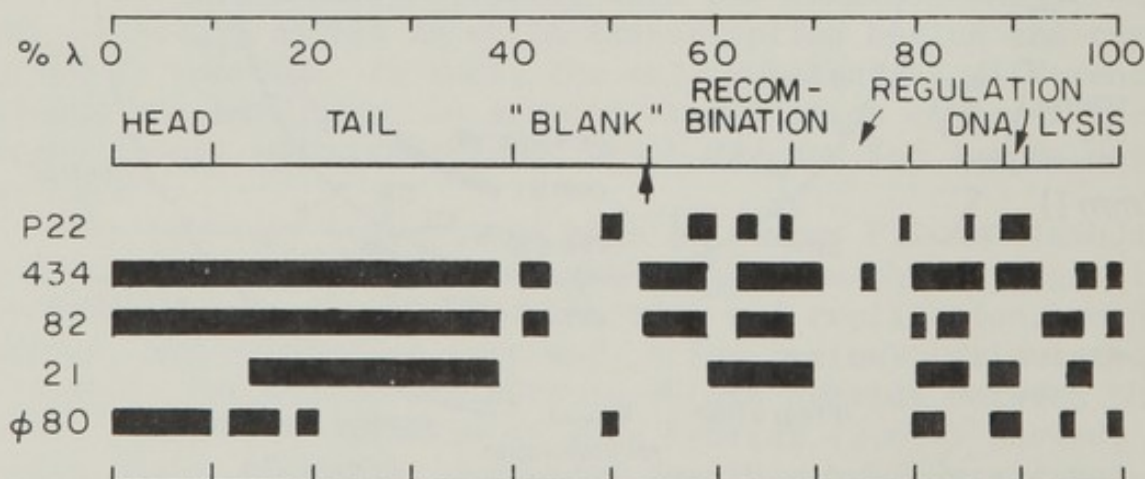 % λ 0 20 40 60 80 100
RECOM- REGULATION
HEAD TAIL "BLANK" BINATION DNA LYSIS
P22
434
82
21
φ80